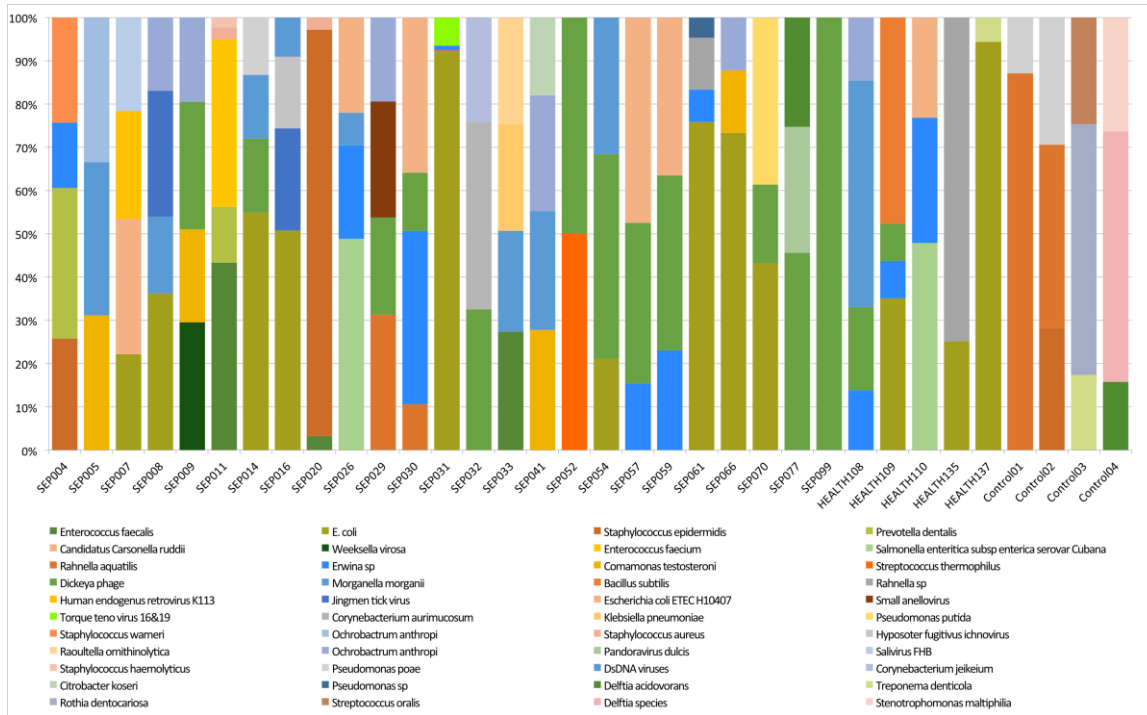 100%
90%
80%
70%
60%
50%
40%
30%
20%
10%
0%
SEP004 SEP005 SEP007 SEP008 SEP009 SEP011 SEP014 SEP016 SEP020 SEP026 SEP029 SEP030 SEP031 SEP032 SEP033 SEP041 SEP052 SEP054 SEP057 SEP059 SEP061 SEP066 SEP070 SEP077 SEP099 HEALTH108 HEALTH109 HEALTH110 HEALTH135 HEALTH137 Control01 Control02 Control03 Control04
Enterococcus faecalis E. coli Staphylococcus epidermidis Prevotella dentalis
Candidatus Carsonella ruddii Weeksella virosa Enterococcus faecium Salmonella enteritica subsp enterica serovar Cubana
Rahnella aquatilis Erwina sp Comamonas testosteroni Streptococcus thermophilus
Dickeya phage Morganella morganii Bacillus subtilis Rahnella sp
Human endogenus retrovirus K113 Jingmen tick virus Escherichia coli ETEC H10407 Small anellovirus
Torque teno virus 16&19 Corynebacterium aurimucosum Klebsiella pneumoniae Pseudomonas putida
Staphylococcus warneri Ochrobactrum anthropi Staphylococcus aureus Hyposoter fugitivus ichnovirus
Raoultella ornithinolytica Ochrobactrum anthropi Pandoravirus dulcis Salivirus FHB
Staphylococcus haemolyticus Pseudomonas poae DsDNA viruses Corynebacterium jeikeium
Citrobacter koseri Pseudomonas sp Delftia acidovorans Treponema denticola
Rothia dentocariosa Streptococcus oralis Delftia species Stenotrophomonas maltiphilia